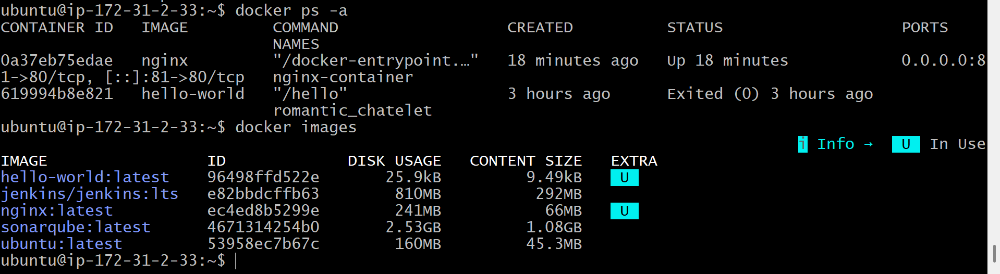 ubuntu@ip-172-31-2-33:~$ docker ps -a
CONTAINER ID   IMAGE         COMMAND                  CREATED          STATUS                   PORTS
NAMES
0a37eb75edae   nginx         "/docker-entrypoint.…"   18 minutes ago   Up 18 minutes            0.0.0.0:8
1->80/tcp, [::]:81->80/tcp   nginx-container
619994b8e821   hello-world   "/hello"                 3 hours ago      Exited (0) 3 hours ago
romantic_chatelet
ubuntu@ip-172-31-2-33:~$ docker images
i Info →   U  In Use
IMAGE                 ID             DISK USAGE   CONTENT SIZE   EXTRA
hello-world:latest    96498ffd522e       25.9kB         9.49kB    U
jenkins/jenkins:lts   e82bbdcffb63        810MB          292MB
nginx:latest          ec4ed8b5299e        241MB           66MB    U
sonarqube:latest      4671314254b0       2.53GB         1.08GB
ubuntu:latest         53958ec7b67c        160MB         45.3MB
ubuntu@ip-172-31-2-33:~$